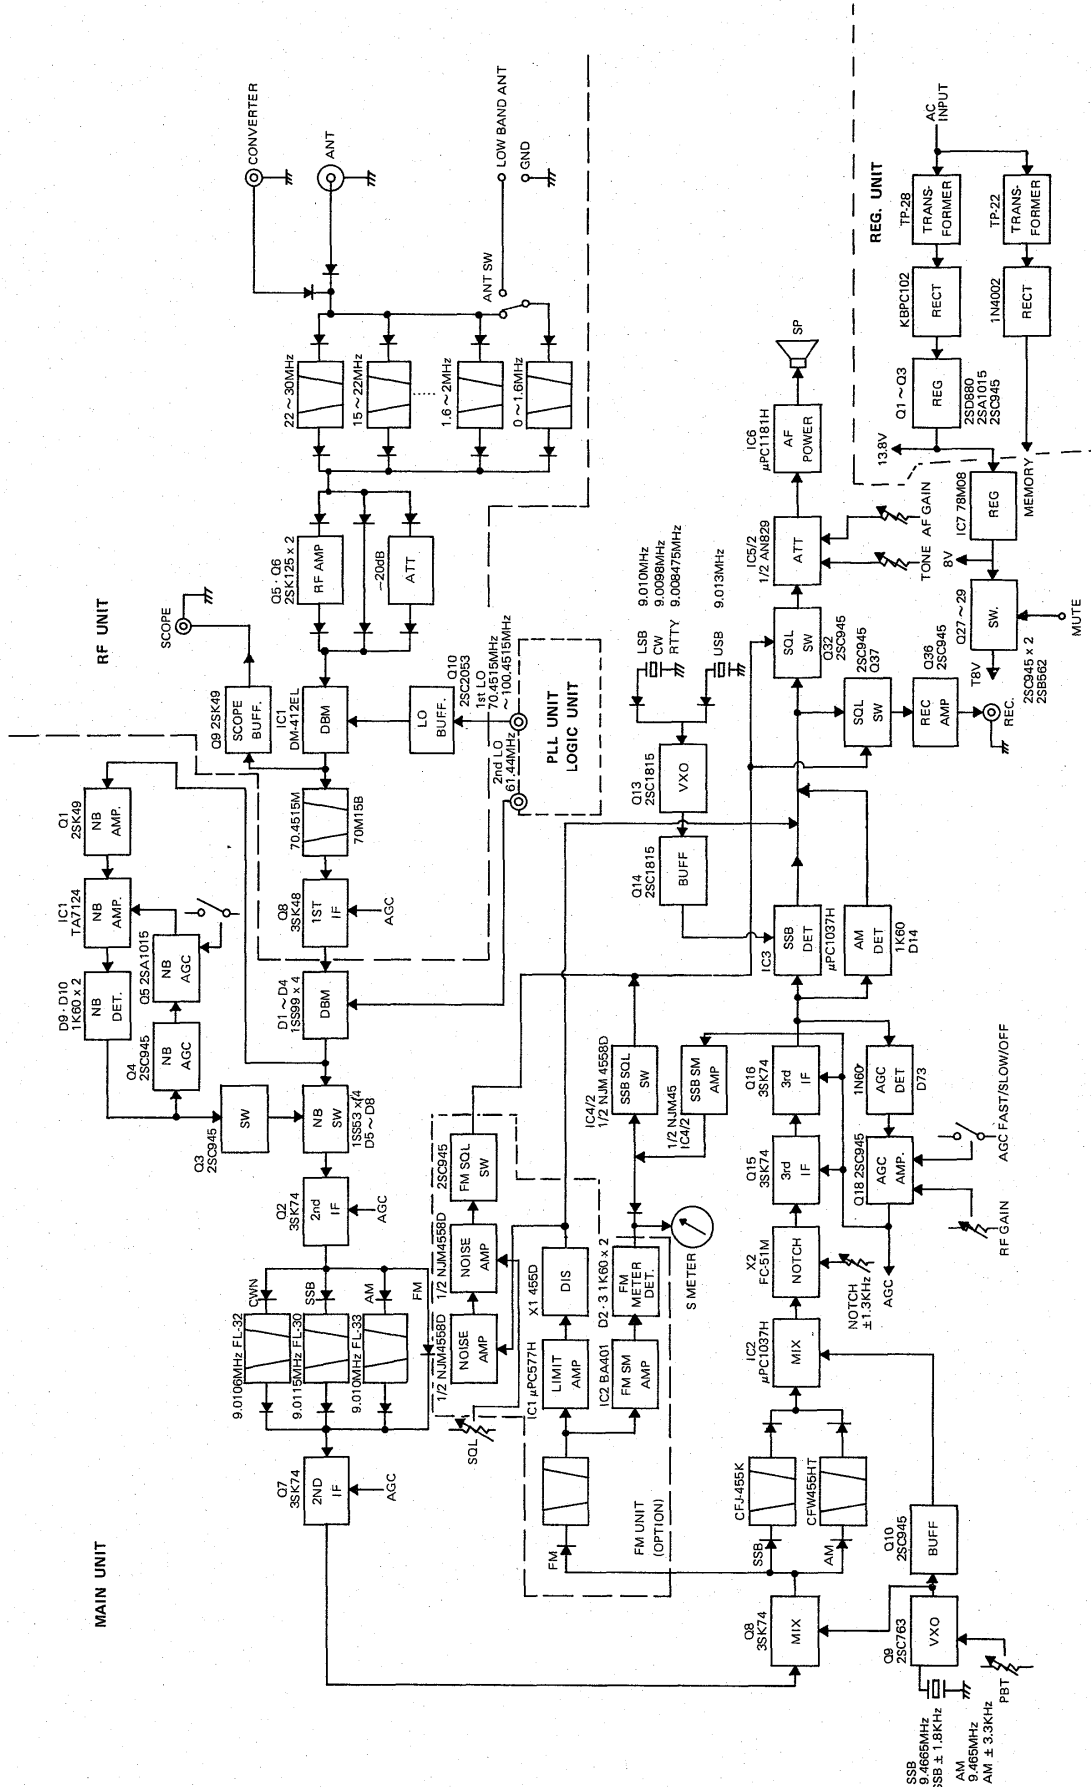 MAIN UNIT
RF UNIT
REG. UNIT
CONVERTER
ANT
LOW BAND ANT
GND
ANT SW
SCOPE
22~30MHz
15~22MHz
1.6~2MHz
0~1.6MHz
Q5 · Q6
2SK125 x 2
RF AMP
-20dB
ATT
Q9 2SK49
SCOPE
BUFF.
IC1
DM-412EL
DBM
LO
BUFF.
Q10
2SC2053
1st LO
70.4515MHz
~100.4515MHz
2nd LO
61.44MHz
PLL UNIT
LOGIC UNIT
70.4515M
70M15B
Q8
3SK48
1ST
IF
AGC
D1~D4
1SS99 x 4
DBM
Q1
2SK49
NB
AMP.
IC1
TA7124
NB
AMP.
D9 · D10
1K60 x 2
NB
DET.
Q5 2SA1015
NB
AGC
Q4
2SC945
NB
AGC
Q3
2SC945
SW
NB
SW
1SS53 x 4
D5~D8
Q2
3SK74
2nd
IF
AGC
CWN
SSB
AM
FM
9.0106MHz FL-32
9.0115MHz FL-30
9.010MHz FL-33
Q7
3SK74
2ND
IF
AGC
SQL
2SC945
FM SQL
SW
1/2 NJM4558D
NOISE
AMP
1/2 NJM4558D
NOISE
AMP
X1 455D
DIS
IC1 μPC577H
LIMIT
AMP
D2 · 3 1K60 x 2
FM
METER
DET.
IC2 BA401
FM SM
AMP
FM
FM UNIT
(OPTION)
S METER
IC4/2
1/2 NJM 4558D
SSB SQL
SW
1/2 NJM45
IC4/2
SSB SM
AMP
LSB
CW
RTTY
9.010MHz
9.0098MHz
9.008475MHz
USB
9.013MHz
Q13
2SC1815
VXO
Q14
2SC1815
BUFF
SP
IC6
μPC1181H
AF
POWER
IC5/2
1/2 AN829
ATT
TONE
AF GAIN
SQL
SW
Q32
2SC945
2SC945
Q37
SQL
SW
Q36
2SC945
REC
AMP
REC.
IC3
SSB
DET
μPC1037H
AM
DET
1K60
D14
Q16
3SK74
3rd
IF
1N60
AGC
DET
D73
Q15
3SK74
3rd
IF
Q18 2SC945
AGC
AMP.
AGC FAST/SLOW/OFF
RF GAIN
AGC
X2
FC-51M
NOTCH
NOTCH
±1.3KHz
IC2
μPC1037H
MIX
CFJ-455K
CFW455HT
SSB
AM
Q8
3SK74
MIX
Q10
2SC945
BUFF
Q9
2SC763
VXO
PBT
SSB
9.4665MHz
SSB ± 1.8KHz
AM
9.465MHz
AM ± 3.3KHz
AC
INPUT
TP-28
TRANS-
FORMER
TP-22
TRANS-
FORMER
KBPC102
RECT
1N4002
RECT
Q1~Q3
REG
2SD880
2SA1015
2SC945
13.8V
MEMORY
IC7 78M08
REG
8V
Q27~29
SW.
T8V
2SC945 x 2
2SB562
MUTE